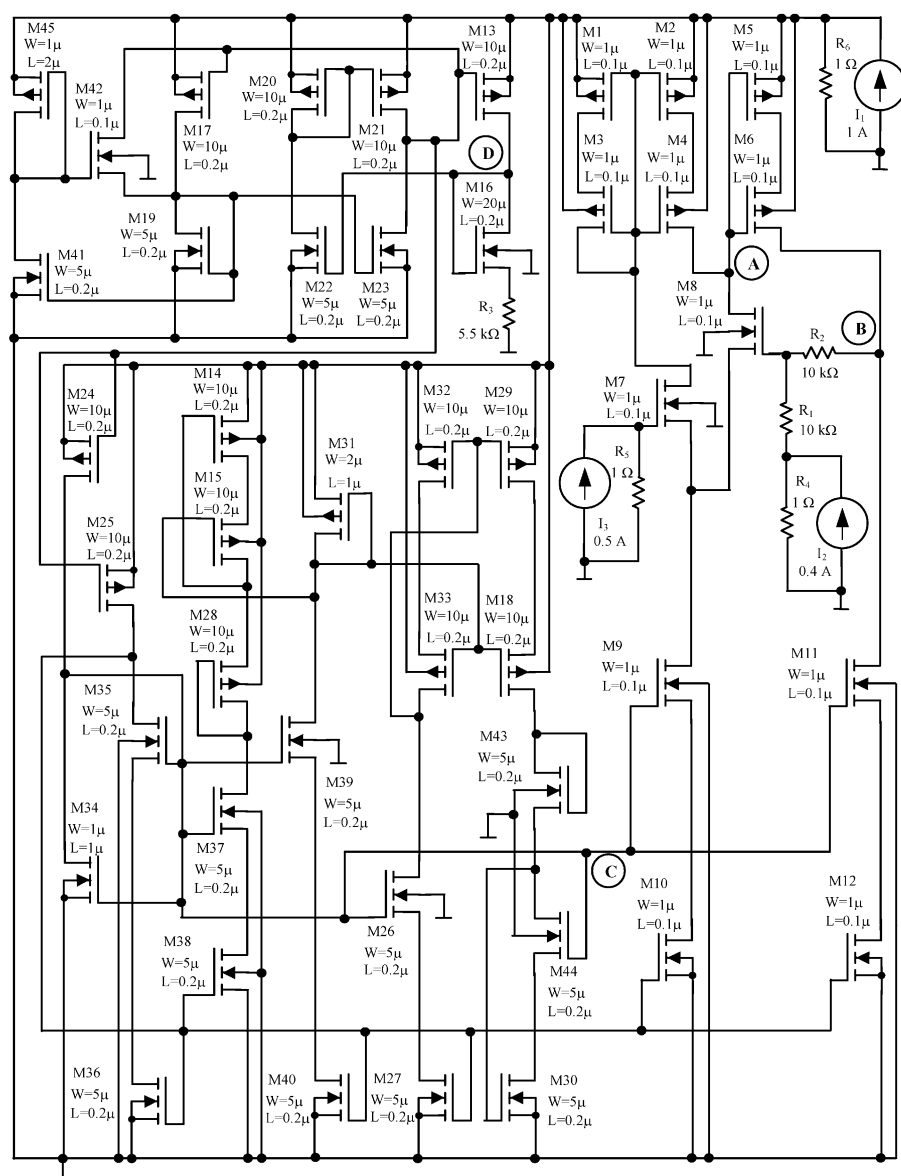 M45
W=1μ
L=2μ
M42
W=1μ
L=0.1μ
M17
W=10μ
L=0.2μ
M20
W=10μ
L=0.2μ
M21
W=10μ
L=0.2μ
M13
W=10μ
L=0.2μ
D
M16
W=20μ
L=0.2μ
R3
5.5 kΩ
M19
W=5μ
L=0.2μ
M41
W=5μ
L=0.2μ
M22
W=5μ
L=0.2μ
M23
W=5μ
L=0.2μ
M1
W=1μ
L=0.1μ
M2
W=1μ
L=0.1μ
M5
W=1μ
L=0.1μ
R6
1 Ω
I1
1 A
M3
W=1μ
L=0.1μ
M4
W=1μ
L=0.1μ
M6
W=1μ
L=0.1μ
A
M8
W=1μ
L=0.1μ
R2
10 kΩ
B
R1
10 kΩ
R4
1 Ω
I2
0.4 A
M7
W=1μ
L=0.1μ
R5
1 Ω
I3
0.5 A
M24
W=10μ
L=0.2μ
M25
W=10μ
L=0.2μ
M14
W=10μ
L=0.2μ
M15
W=10μ
L=0.2μ
M31
W=2μ
L=1μ
M32
W=10μ
L=0.2μ
M29
W=10μ
L=0.2μ
M28
W=10μ
L=0.2μ
M33
W=10μ
L=0.2μ
M18
W=10μ
L=0.2μ
M9
W=1μ
L=0.1μ
M11
W=1μ
L=0.1μ
M35
W=5μ
L=0.2μ
M34
W=1μ
L=1μ
M37
W=5μ
L=0.2μ
M39
W=5μ
L=0.2μ
M43
W=5μ
L=0.2μ
C
M38
W=5μ
L=0.2μ
M26
W=5μ
L=0.2μ
M44
W=5μ
L=0.2μ
M10
W=1μ
L=0.1μ
M12
W=1μ
L=0.1μ
M36
W=5μ
L=0.2μ
M40
W=5μ
L=0.2μ
M27
W=5μ
L=0.2μ
M30
W=5μ
L=0.2μ